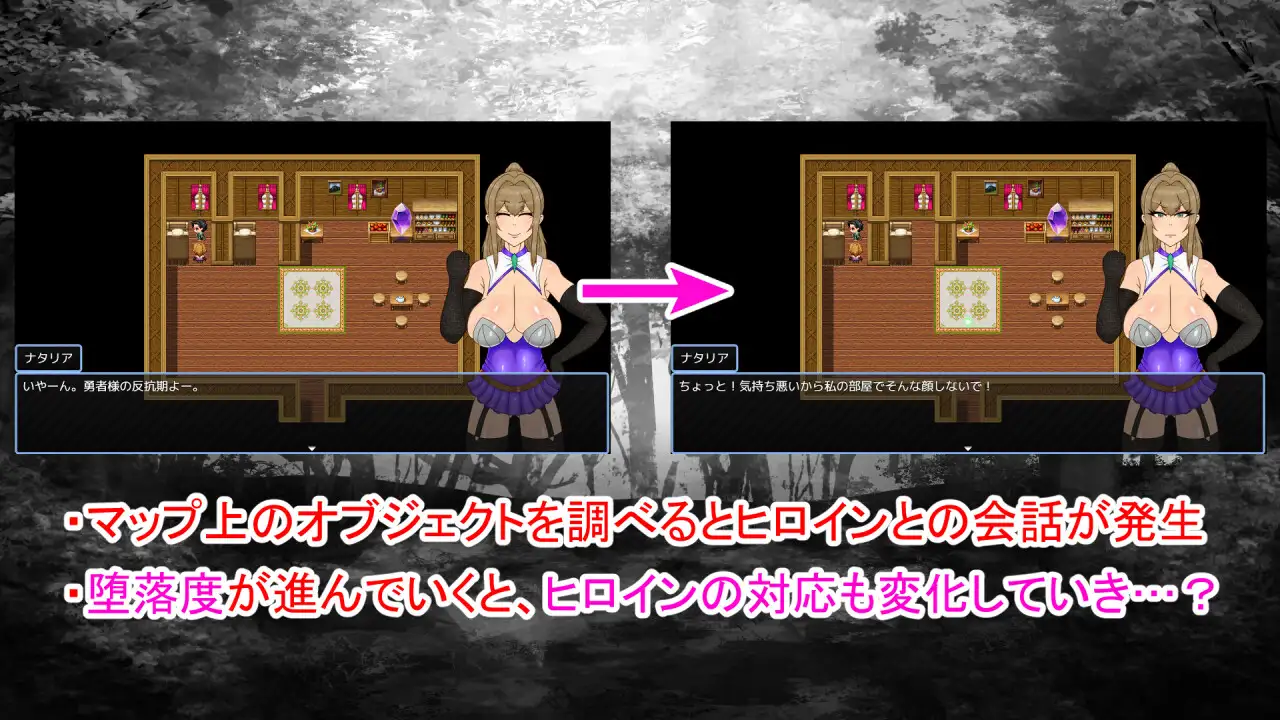 ナタリア
いやーん。勇者様の反抗期よー。
ナタリア
ちょっと！気持ち悪いから私の部屋でそんな顔しないで！
・マップ上のオブジェクトを調べるとヒロインとの会話が発生
・堕落度が進んでいくと、ヒロインの対応も変化していき…？